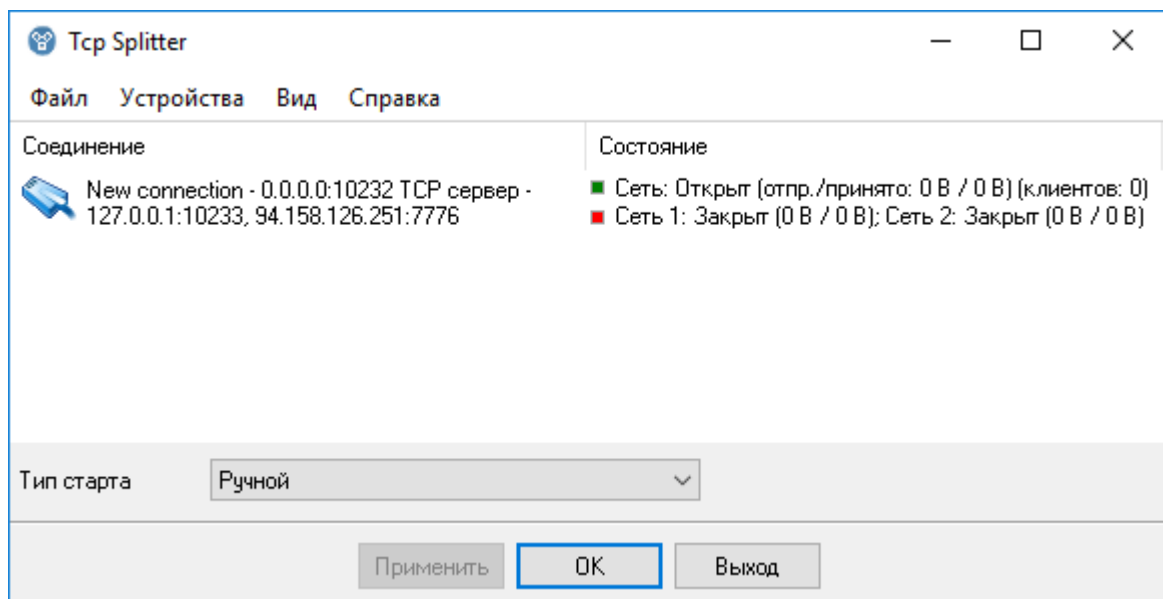 Tcp Splitter
Файл Устройства Вид Справка
Соединение Состояние
New connection - 0.0.0.0:10232 TCP сервер -
127.0.0.1:10233, 94.158.126.251:7776
Сеть: Открыт (отпр./принято: 0 B / 0 B) (клиентов: 0)
Сеть 1: Закрыт (0 B / 0 B); Сеть 2: Закрыт (0 B / 0 B)
Тип старта Ручной
Применить OK Выход